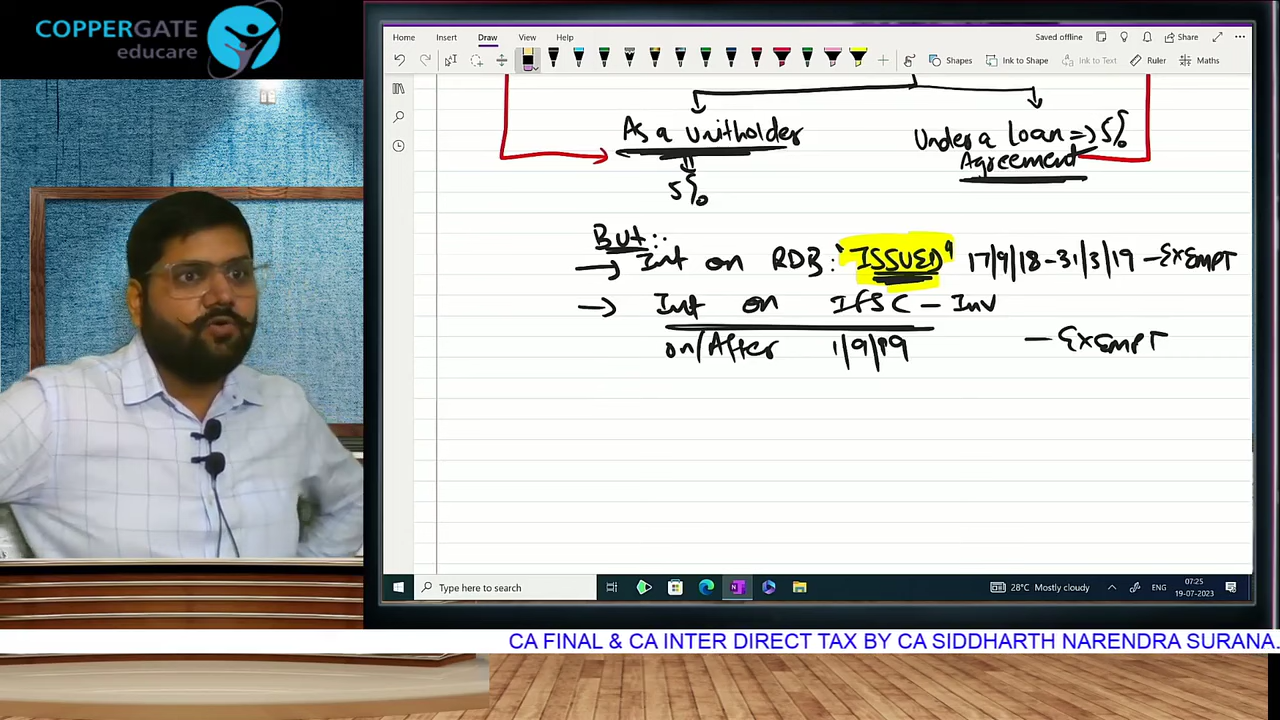 COPPERGATE
educare
Home Insert Draw View Help
Saved offline
Share
Shapes
Ink to Shape
Ink to Text
Ruler
Maths
As a unitholder
5%
Under a Loan => 5%
Agreement
But:
→ Int on RDB: "ISSUED" 17/9/18 - 31/3/19 - EXEMPT
→ Int on IFSC - Inv
on/After 1/9/19 - EXEMPT
Type here to search
28°C Mostly cloudy
ENG
07:25
19-07-2023
CA FINAL & CA INTER DIRECT TAX BY CA SIDDHARTH NARENDRA SURANA.